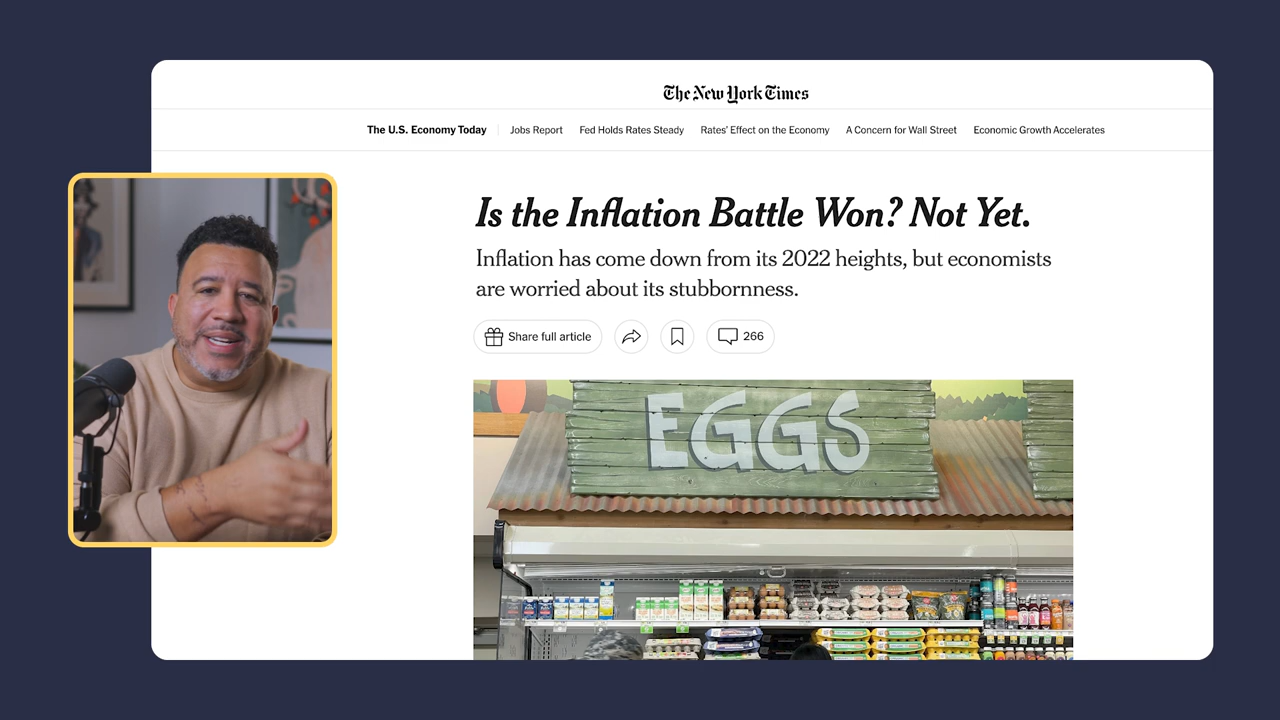 The New York Times
The U.S. Economy Today
Jobs Report
Fed Holds Rates Steady
Rates' Effect on the Economy
A Concern for Wall Street
Economic Growth Accelerates
Is the Inflation Battle Won? Not Yet.
Inflation has come down from its 2022 heights, but economists
are worried about its stubbornness.
Share full article
266
EGGS